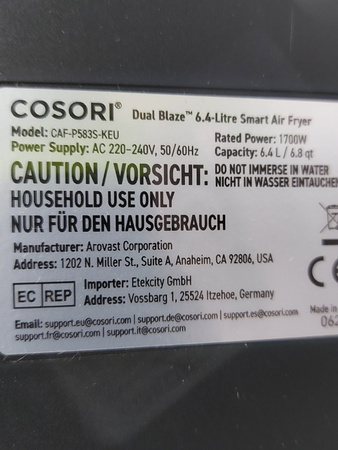 COSORI® Dual Blaze™ 6.4-Litre Smart Air Fryer
Model: CAF-P583S-KEU Rated Power: 1700W
Power Supply: AC 220-240V, 50/60Hz Capacity: 6.4 L / 6.8 qt
CAUTION / VORSICHT: DO NOT IMMERSE IN WATER
NICHT IN WASSER EINTAUCHEN
HOUSEHOLD USE ONLY
NUR FÜR DEN HAUSGEBRAUCH
Manufacturer: Arovast Corporation
Address: 1202 N. Miller St., Suite A, Anaheim, CA 92806, USA
CE
EC REP Importer: Etekcity GmbH
Address: Vossbarg 1, 25524 Itzehoe, Germany
Email: support.eu@cosori.com | support.de@cosori.com | support.es@cosori.com
support.fr@cosori.com | support.it@cosori.com
Made in